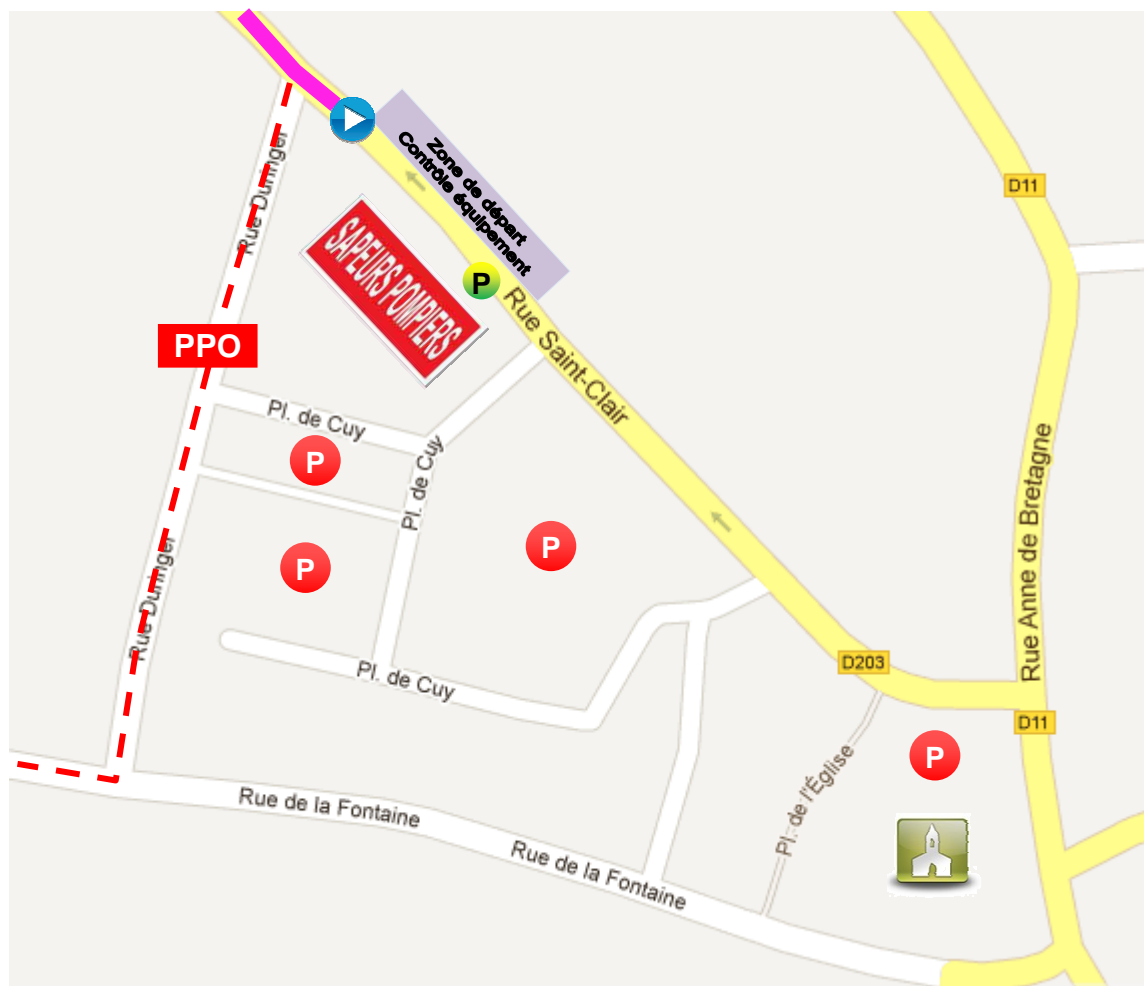 Zone de départ
Contrôle équipement
Rue Duringer
D11
SAPEURS POMPIERS
P
Rue Saint-Clair
PPO
Pl. de Cuy
Pl. de Cuy
P
P
P
Rue Anne de Bretagne
Rue Duringer
Pl. de Cuy
D203
D11
P
Pl. de l'Église
Rue de la Fontaine
Rue de la Fontaine